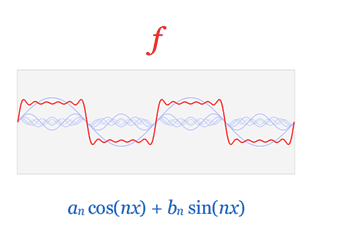 f
aₙ cos(nx) + bₙ sin(nx)